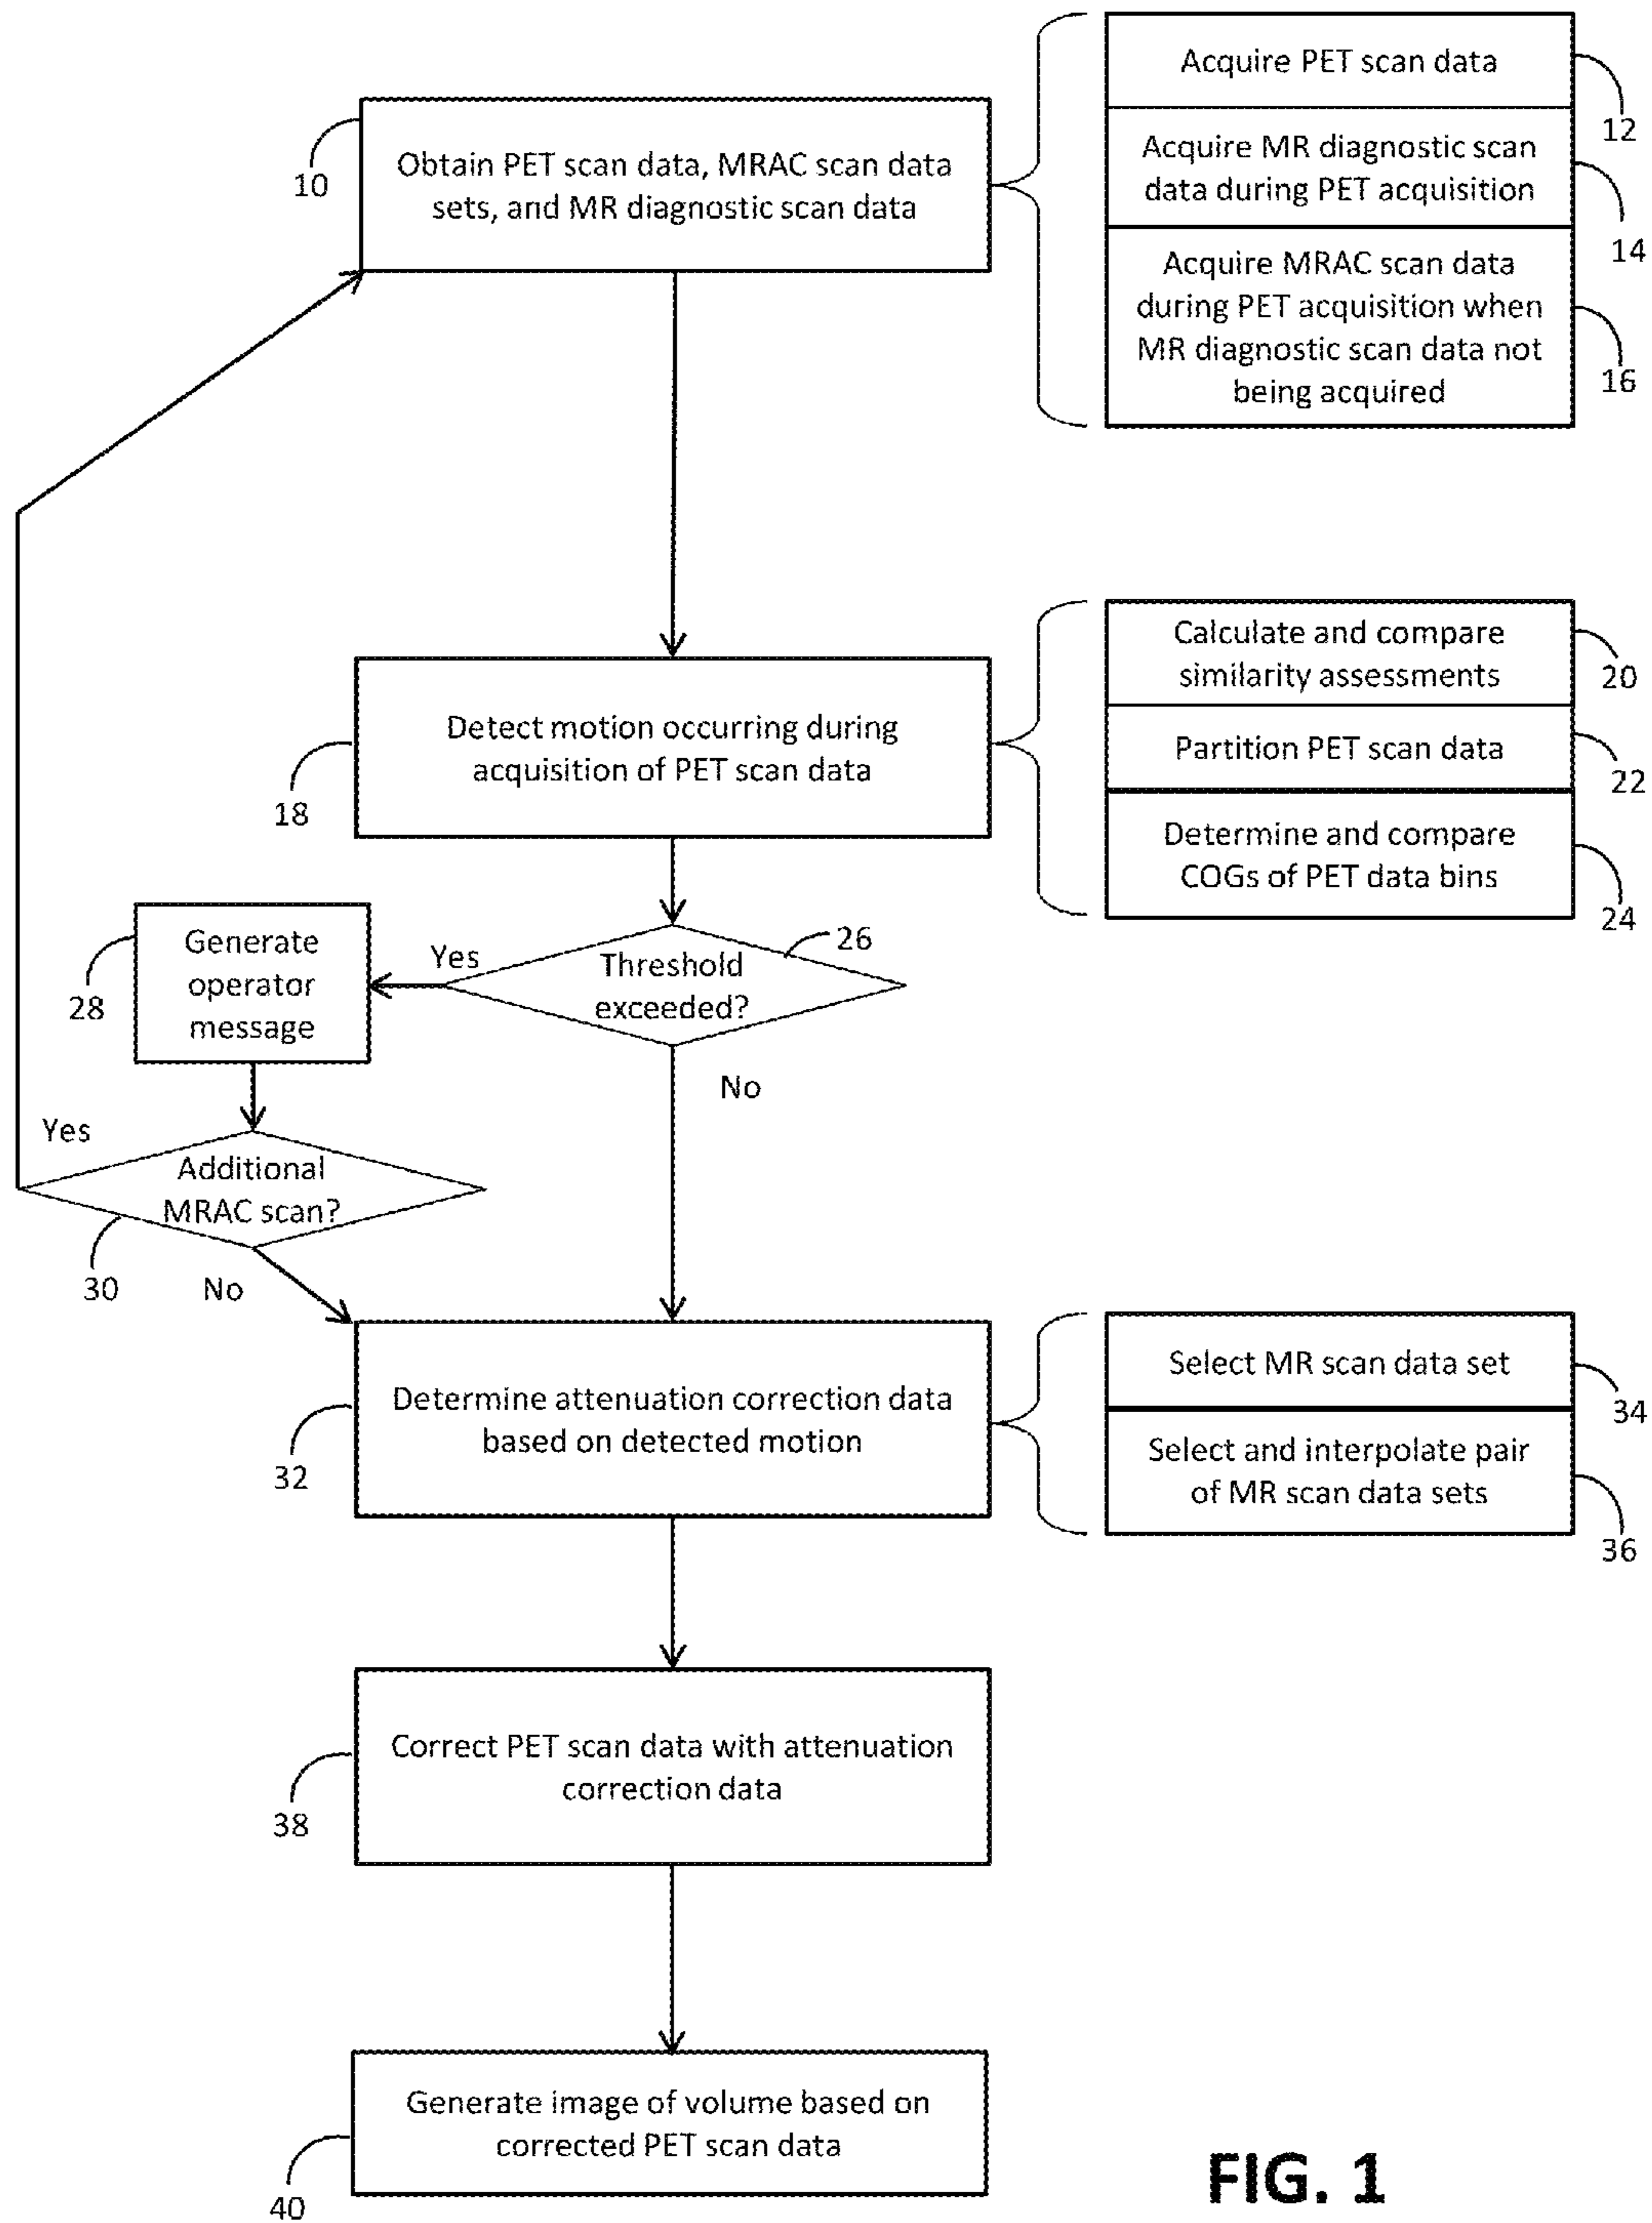 Acquire PET scan data
12
Acquire MR diagnostic scan
data during PET acquisition
14
Acquire MRAC scan data
during PET acquisition when
MR diagnostic scan data not
being acquired
16
10
Obtain PET scan data, MRAC scan data
sets, and MR diagnostic scan data
Calculate and compare
similarity assessments
20
Partition PET scan data
22
Determine and compare
COGs of PET data bins
24
Detect motion occurring during
acquisition of PET scan data
18
26
Threshold
exceeded?
Yes
No
Generate
operator
message
28
Yes
Additional
MRAC scan?
30
No
Select MR scan data set
34
Select and interpolate pair
of MR scan data sets
36
Determine attenuation correction data
based on detected motion
32
Correct PET scan data with attenuation
correction data
38
Generate image of volume based on
corrected PET scan data
40
FIG. 1